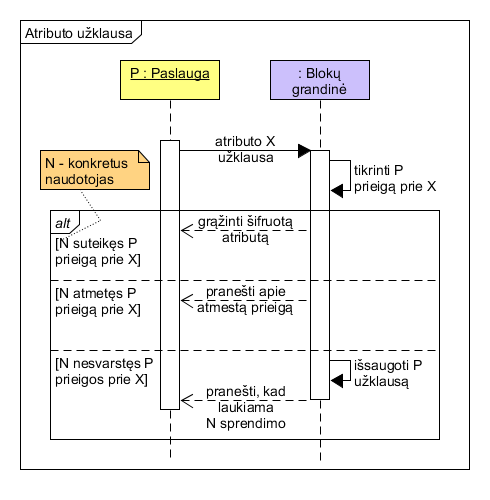 Atributo užklausa
P : Paslauga
: Blokų
grandinė
atributo X
užklausa
N - konkretus
naudotojas
tikrinti P
prieigą prie X
alt
grąžinti šifruotą
atributą
[N suteikęs P
prieigą prie X]
[N atmetęs P
prieigą prie X]
pranešti apie
atmestą prieigą
[N nesvarstęs P
prieigos prie X]
išsaugoti P
užklausą
pranešti, kad
laukiama
N sprendimo